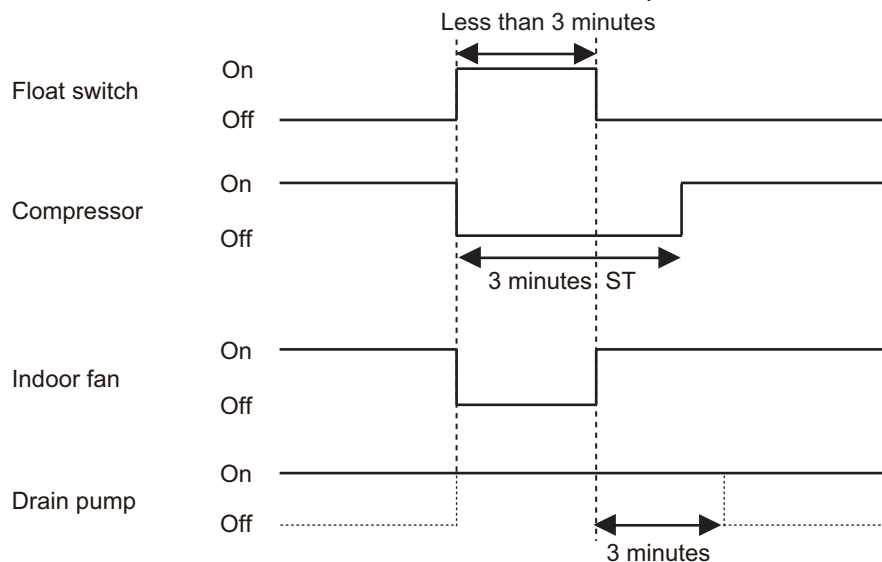 Less than 3 minutes
Float switch
On
Off
Compressor
On
Off
3 minutes ST
Indoor fan
On
Off
Drain pump
On
Off
3 minutes